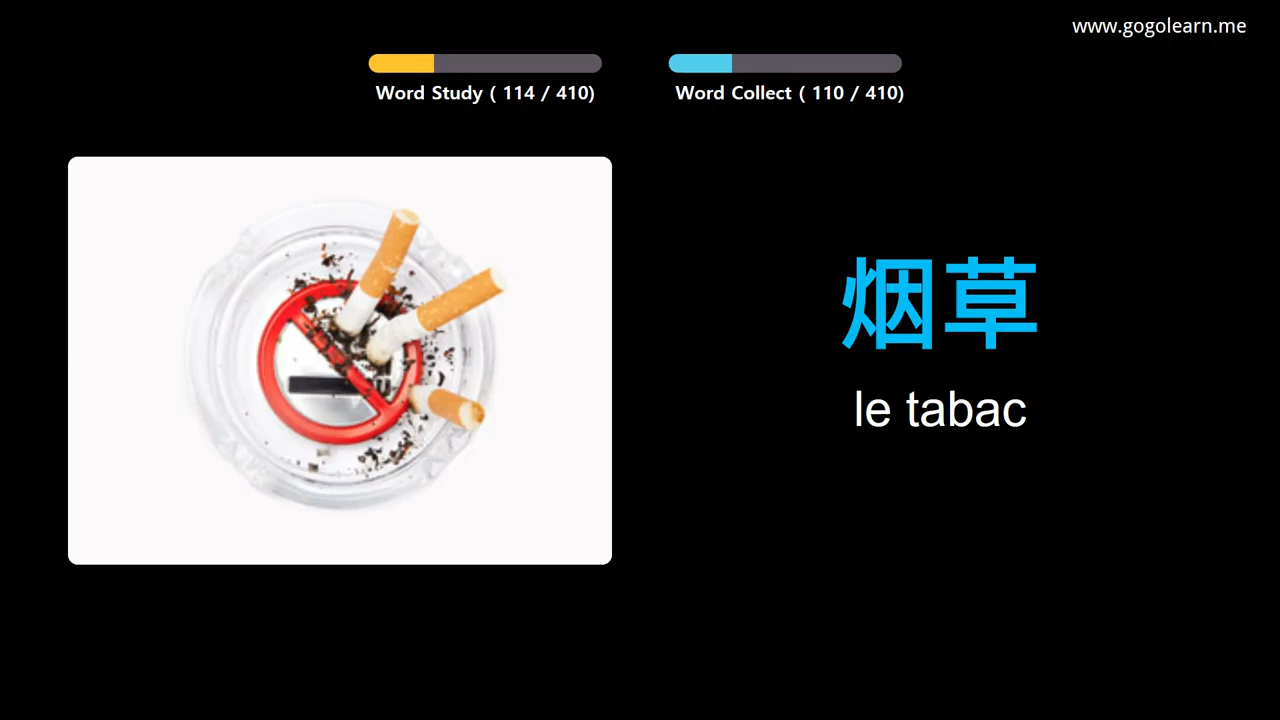 www.gogolearn.me
Word Study ( 114 / 410)
Word Collect ( 110 / 410)
烟草
le tabac